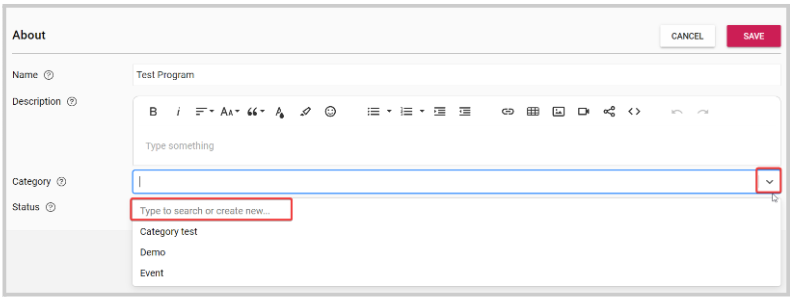 About
CANCEL
SAVE
Name
Test Program
Description
B i
Type something
Category
Status
Type to search or create new...
Category test
Demo
Event